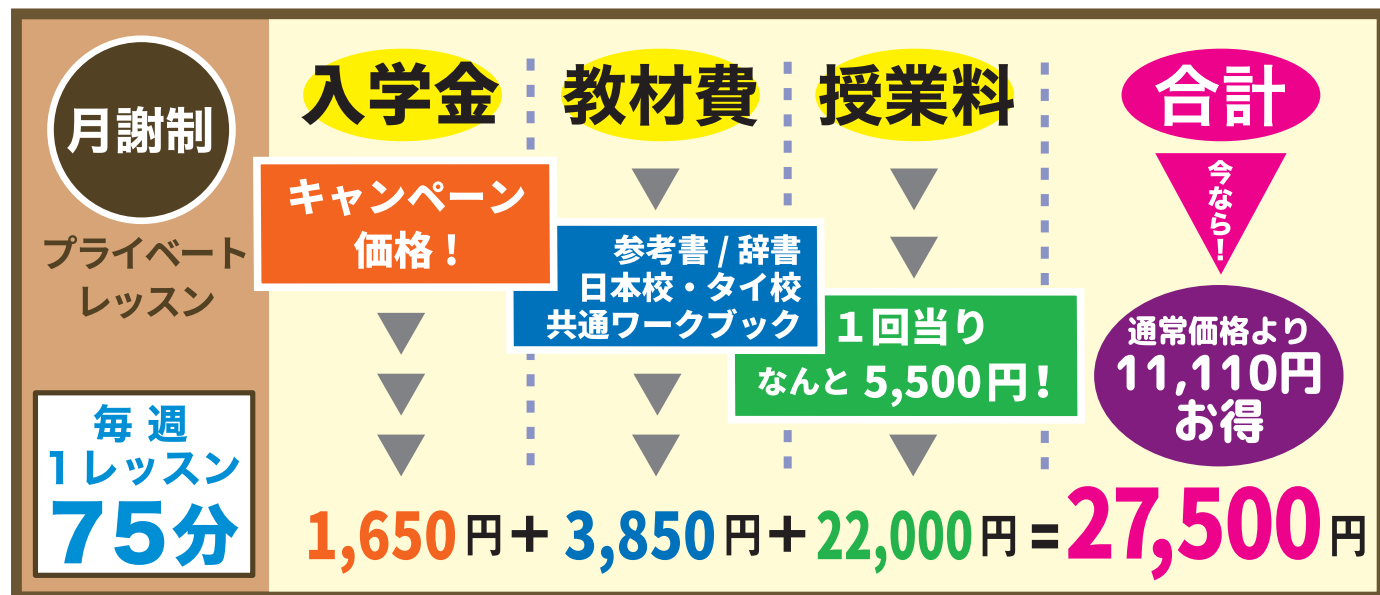 月謝制
プライベート
レッスン
毎週
1レッスン
75分
入学金
キャンペーン
価格！
教材費
参考書 / 辞書
日本校・タイ校
共通ワークブック
授業料
１回当り
なんと 5,500円！
合計
今なら！
通常価格より
11,110円
お得
1,650円＋3,850円＋22,000円＝27,500円